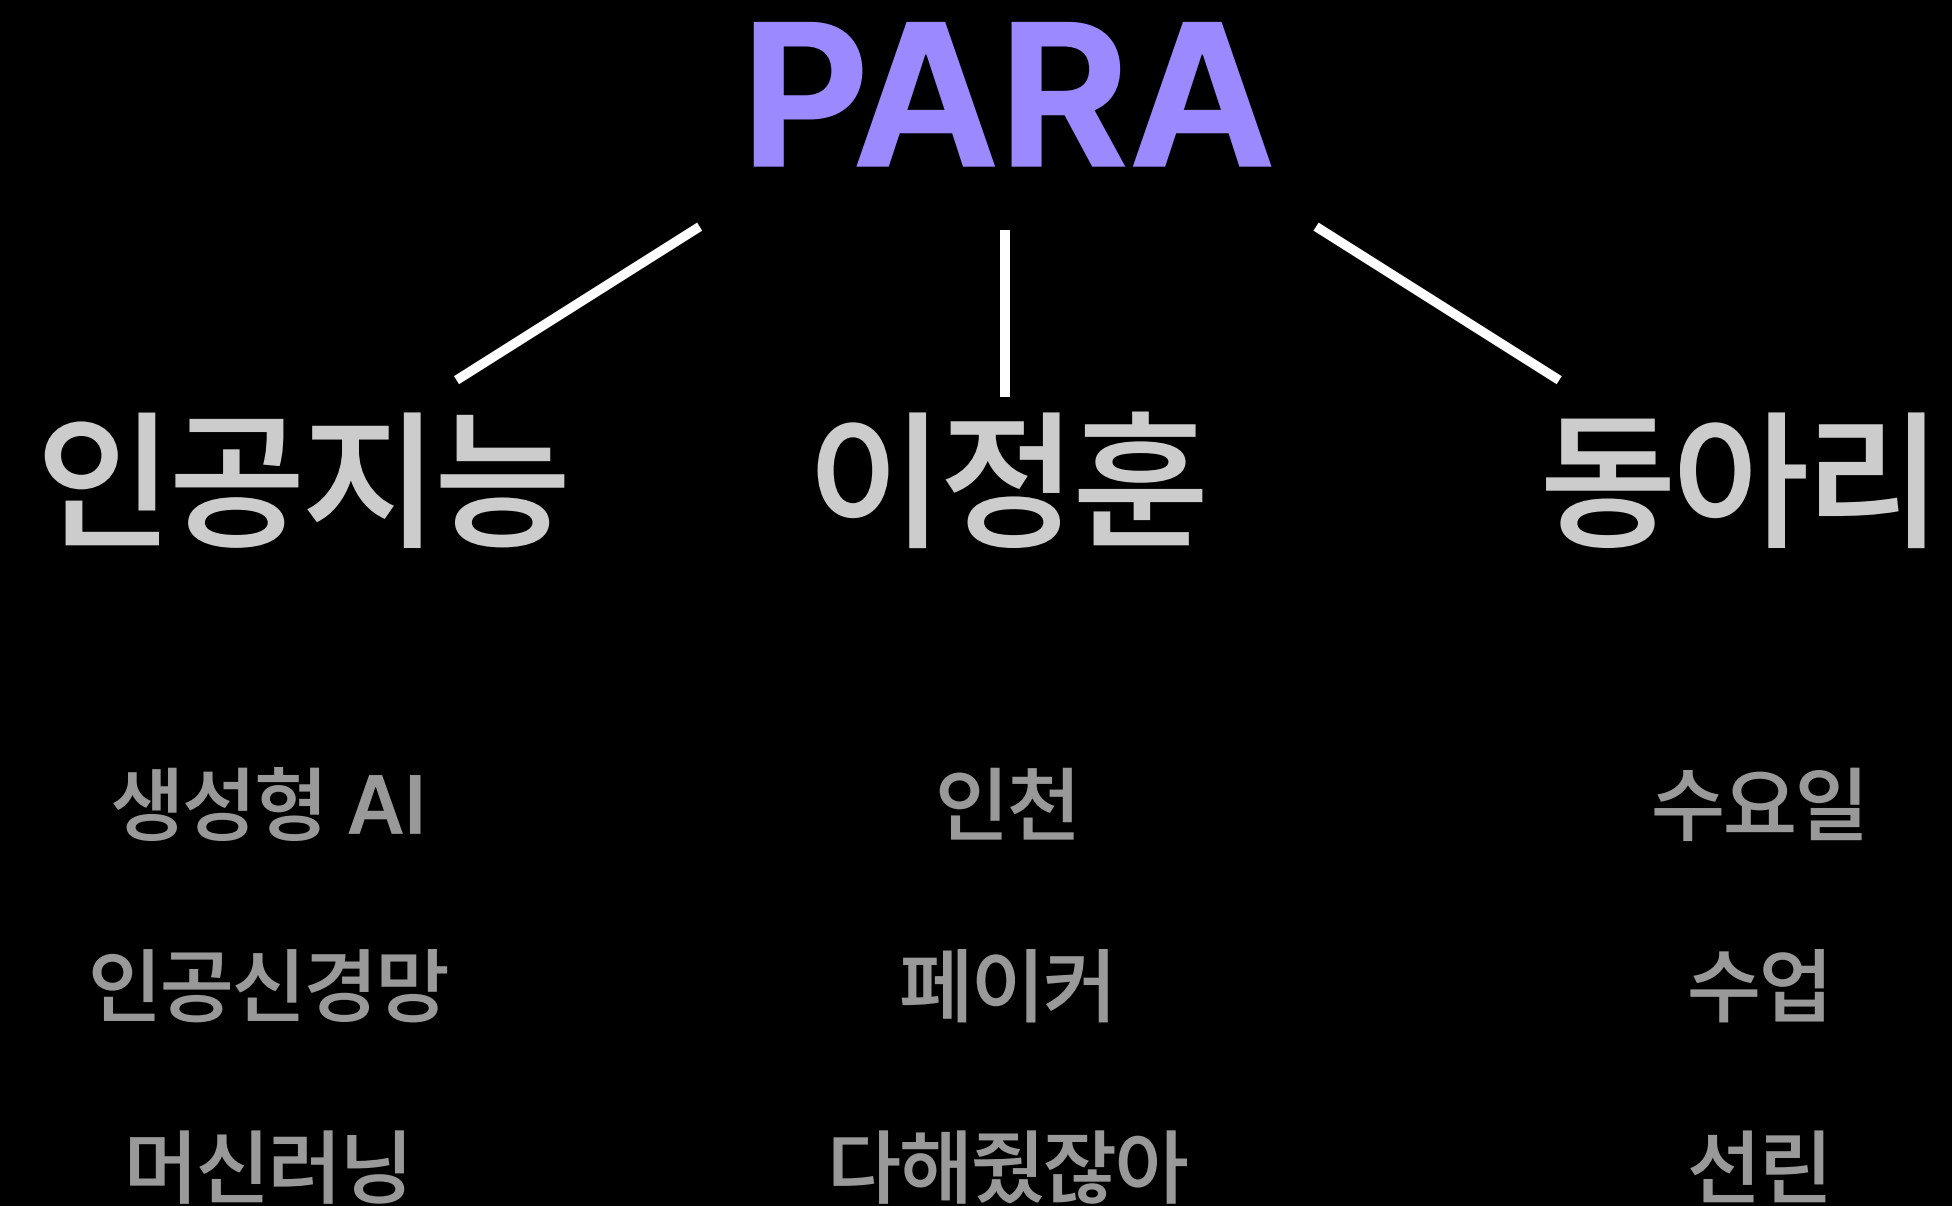 PARA
인공지능 이정훈 동아리
생성형 AI 인천 수요일
인공신경망 페이커 수업
머신러닝 다해줬잖아 선린